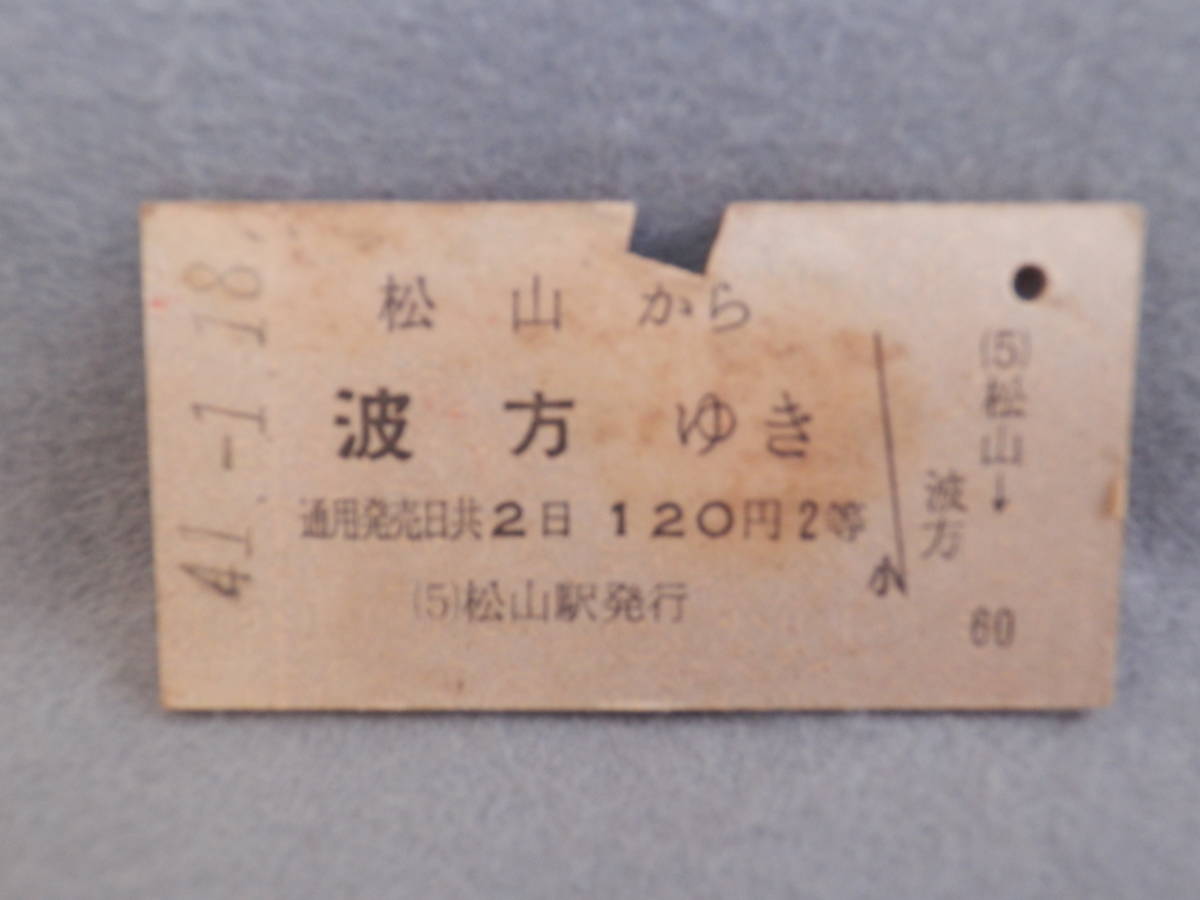 41.-1.18.
松山から
波方ゆき
通用発売日共2日 120円 2等
(5)松山駅発行
小
(5)松山→
波方
60